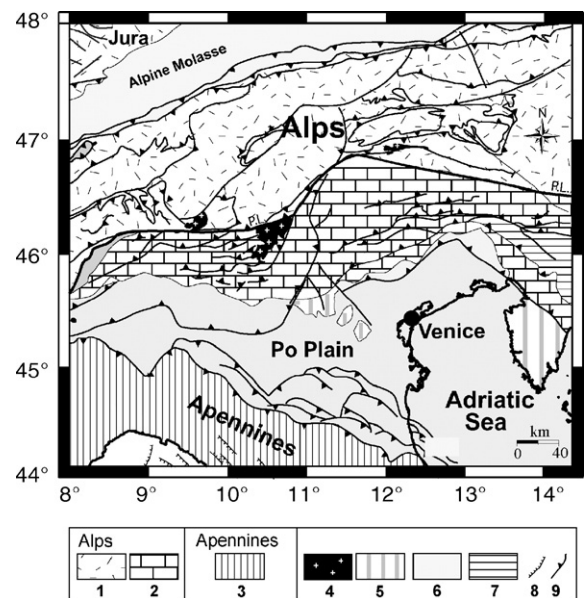 48°
Jura
Alpine Molasse
47°
Alps
N
P.L.
P.L.
46°
Venice
45°
Po Plain
Apennines
Adriatic
Sea
km
0 40
44°
8° 9° 10° 11° 12° 13° 14°
Alps Apennines
1 2 3 4 5 6 7 8 9